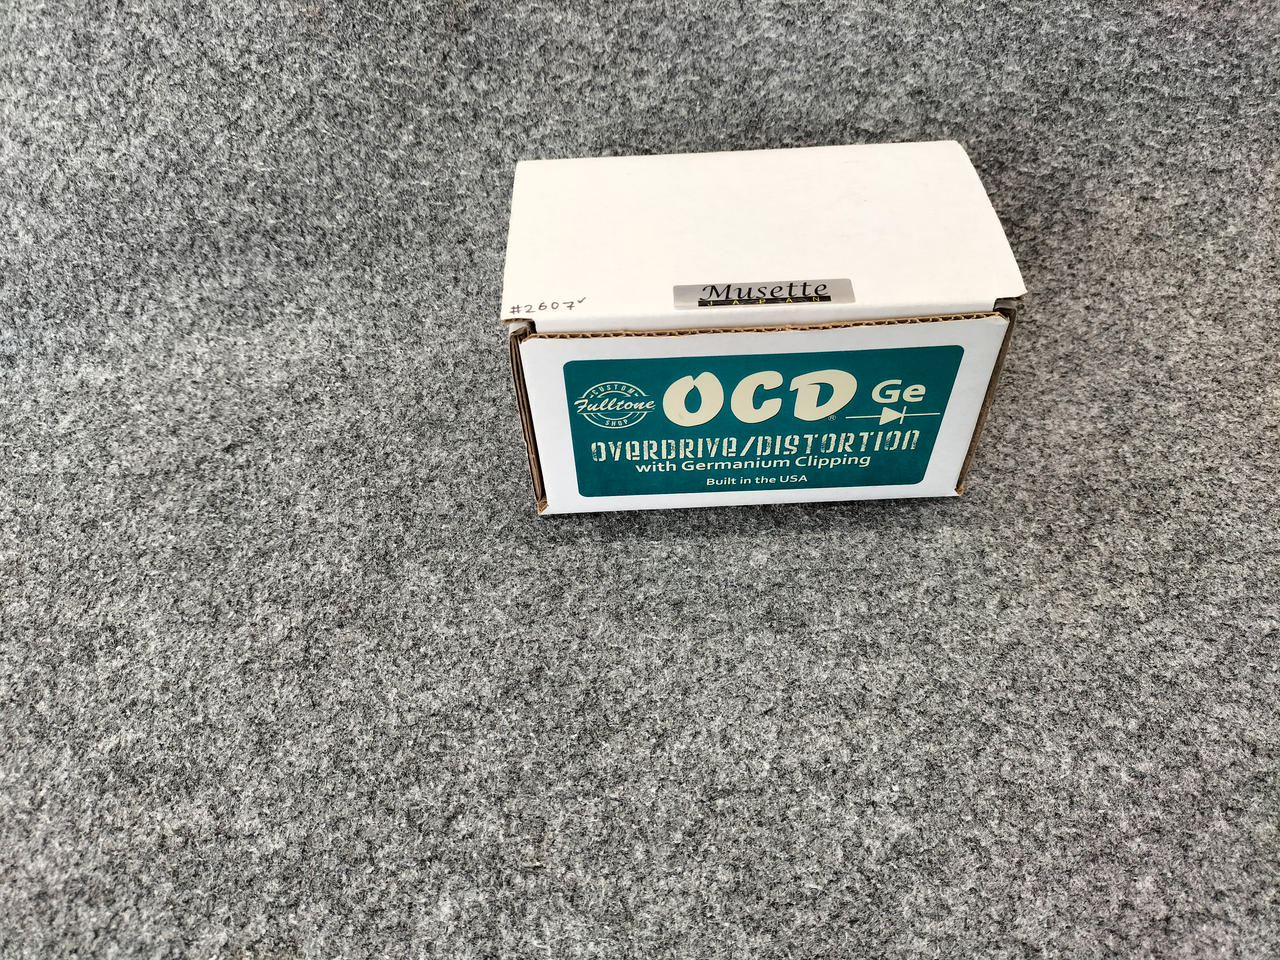 #2607✓
Musette
JAPAN
CUSTOM
Fulltone
SHOP
OCD®
Ge
OVERDRIVE/DISTORTION
with Germanium Clipping
Built in the USA